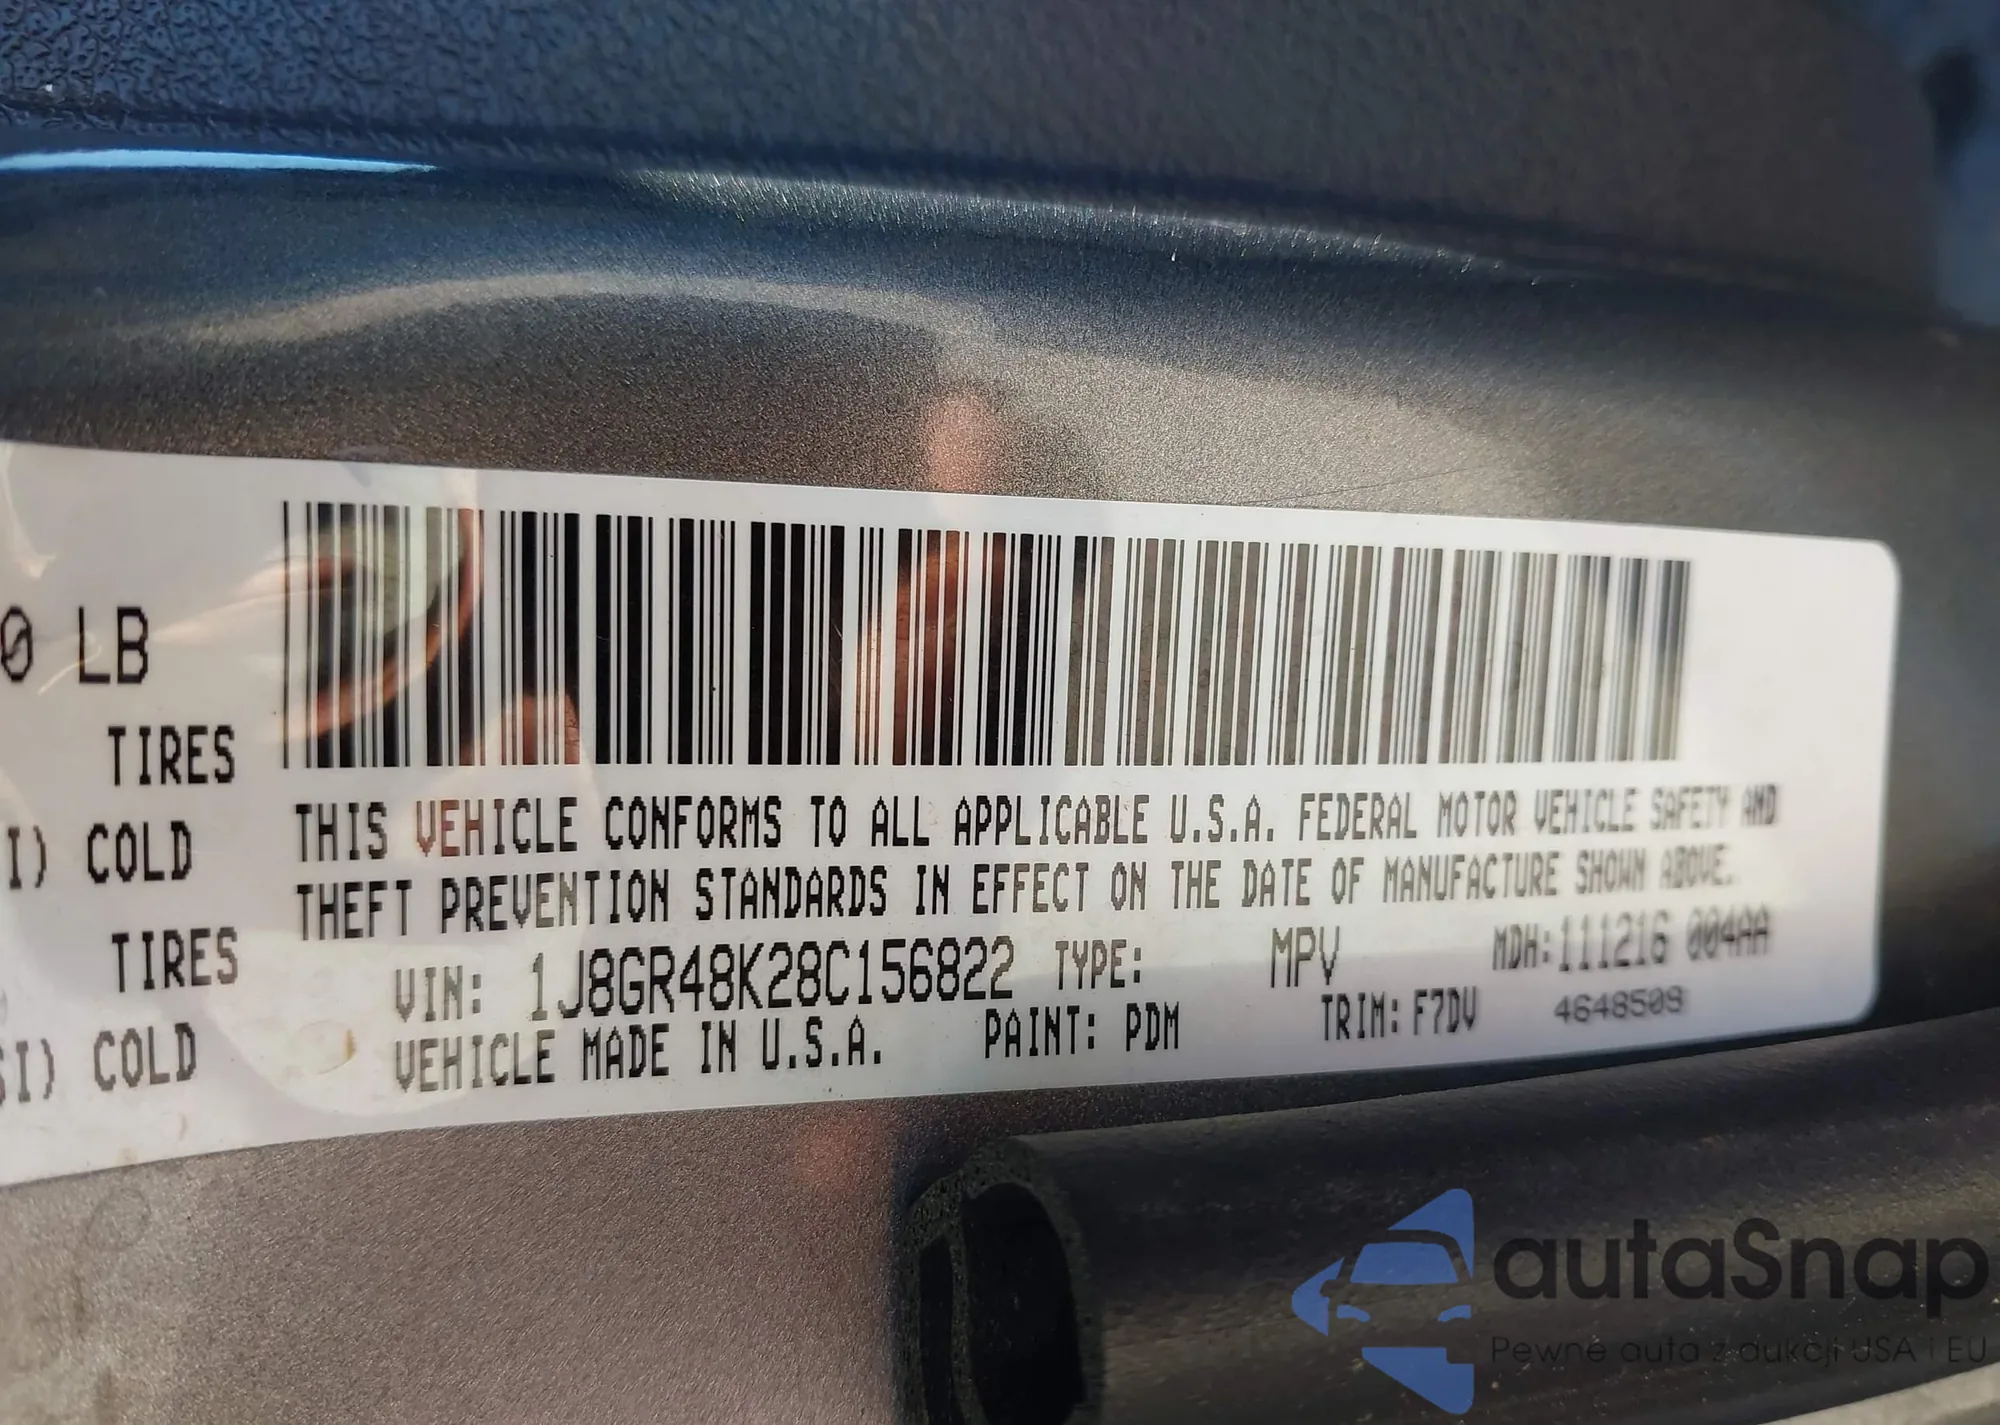 0 LB
TIRES
I) COLD
TIRES
SI) COLD
THIS VEHICLE CONFORMS TO ALL APPLICABLE U.S.A. FEDERAL MOTOR VEHICLE SAFETY AND
THEFT PREVENTION STANDARDS IN EFFECT ON THE DATE OF MANUFACTURE SHOWN ABOVE.
VIN: 1J8GR48K28C156822 TYPE: MPV MDH:111216 004AA
VEHICLE MADE IN U.S.A. PAINT: PDM TRIM: F7DV 4648509
autaSnap
Pewne auta z aukcji USA i EU